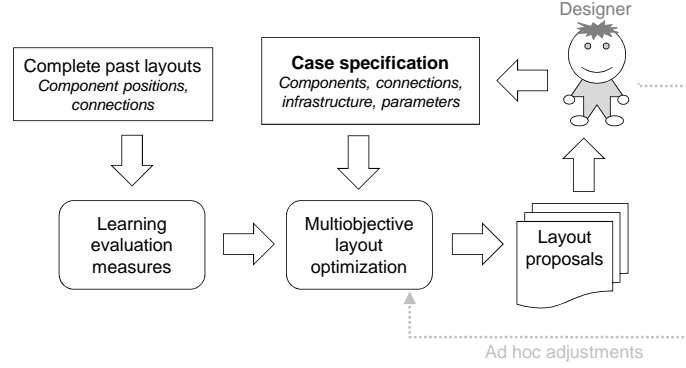 Designer
Complete past layouts
Component positions,
connections
Case specification
Components, connections,
infrastructure, parameters
Learning
evaluation
measures
Multiobjective
layout
optimization
Layout
proposals
Ad hoc adjustments